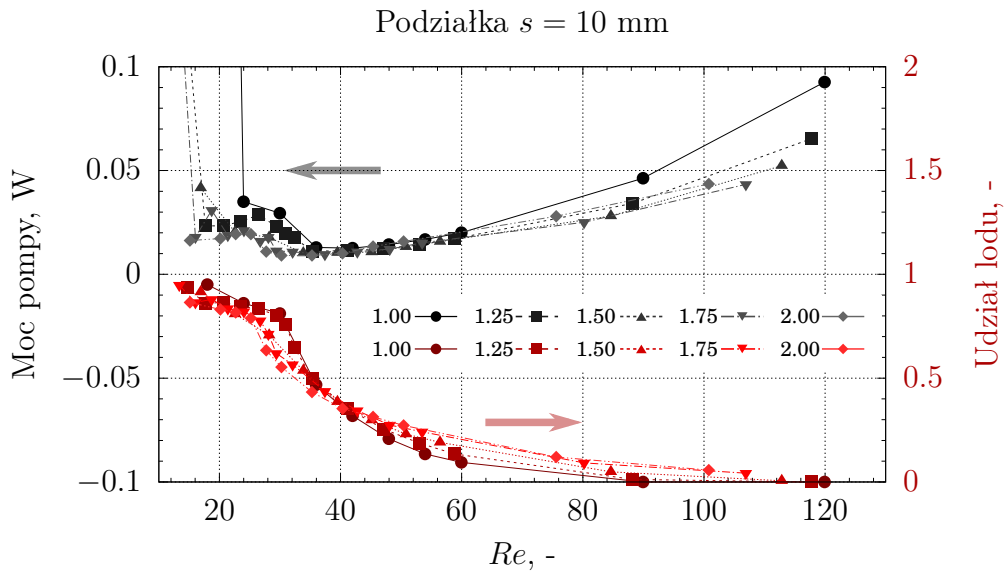 Podziałka s = 10 mm
0.1
0.05
0
−0.05
−0.1
Moc pompy, W
2
1.5
1
0.5
0
Udział lodu, -
1.00 1.25 1.50 1.75 2.00
1.00 1.25 1.50 1.75 2.00
20 40 60 80 100 120
Re, -